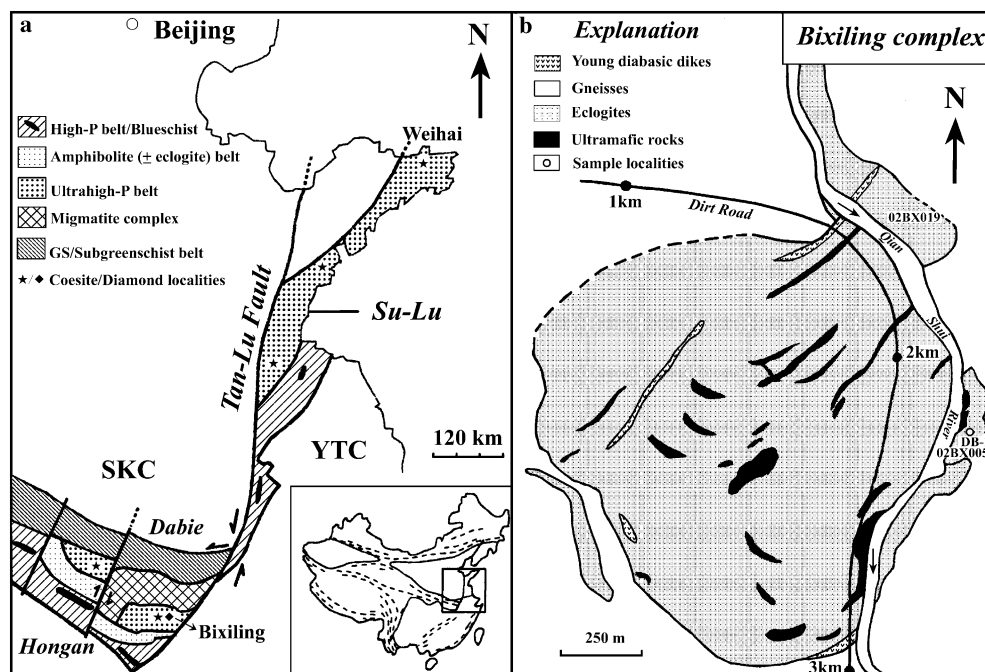 a
Beijing
N
Weihai
High-P belt/Blueschist
Amphibolite (± eclogite) belt
Ultrahigh-P belt
Migmatite complex
GS/Subgreenschist belt
★/◆ Coesite/Diamond localities
Tan-Lu Fault
Su-Lu
120 km
YTC
SKC
Dabie
Hongan
Bixiling
b
Explanation
Young diabasic dikes
Gneisses
Eclogites
Ultramafic rocks
Sample localities
Bixiling complex
N
1km
Dirt Road
02BX019
Qian
Shui
River
2km
DB-
02BX005
250 m
3km